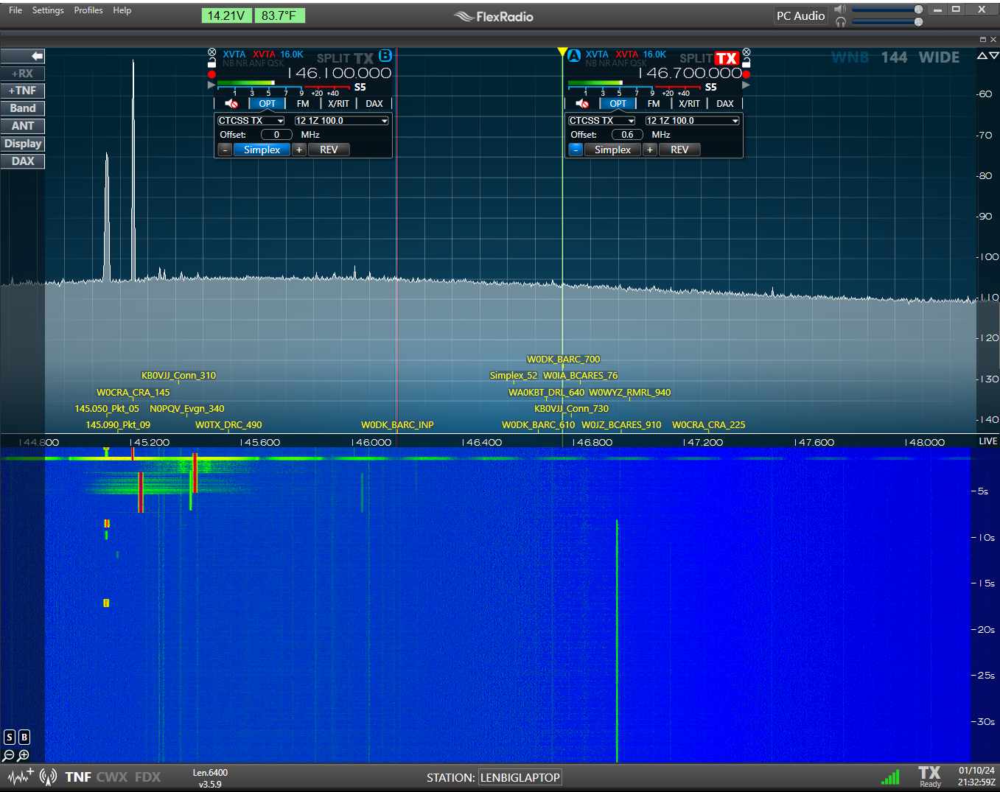 File Settings Profiles Help
14.21V 83.7°F
FlexRadio
PC Audio
X
+RX
+TNF
Band
ANT
Display
DAX
XVTA XVTA 16.0K SPLIT TX B
NB NR ANF QSK
146.100.000
1 3 5 7 9 +20 +40 S5
OPT FM X/RIT DAX
CTCSS TX 12 1Z 100.0
Offset: 0 MHz
- Simplex + REV
A XVTA XVTA 16.0K SPLIT TX
NB NR ANF QSK
146.700.000
1 3 5 7 9 +20 +40 S5
OPT FM X/RIT DAX
CTCSS TX 12 1Z 100.0
Offset: 0.6 MHz
- Simplex + REV
WNB 144 WIDE
-60
-70
-80
-90
-100
-110
-120
-130
-140
W0DK_BARC_700
KB0VJJ_Conn_310 Simplex_52 W0IA_BCARES_76
W0CRA_CRA_145 WA0KBT_DRL_640 W0WYZ_RMRL_940
145.050_Pkt_05 N0PQV_Evgn_340 KB0VJJ_Conn_730
145.090_Pkt_09 W0TX_DRC_490 W0DK_BARC_INP W0DK_BARC_610 W0JZ_BCARES_910 W0CRA_CRA_225
144.800 145.200 145.600 146.000 146.400 146.800 147.200 147.600 148.000 LIVE
5s
10s
15s
20s
25s
30s
S B
TNF CWX FDX
Len.6400
v3.5.9
STATION: LENBIGLAPTOP
TX
Ready
01/10/24
21:32:59Z